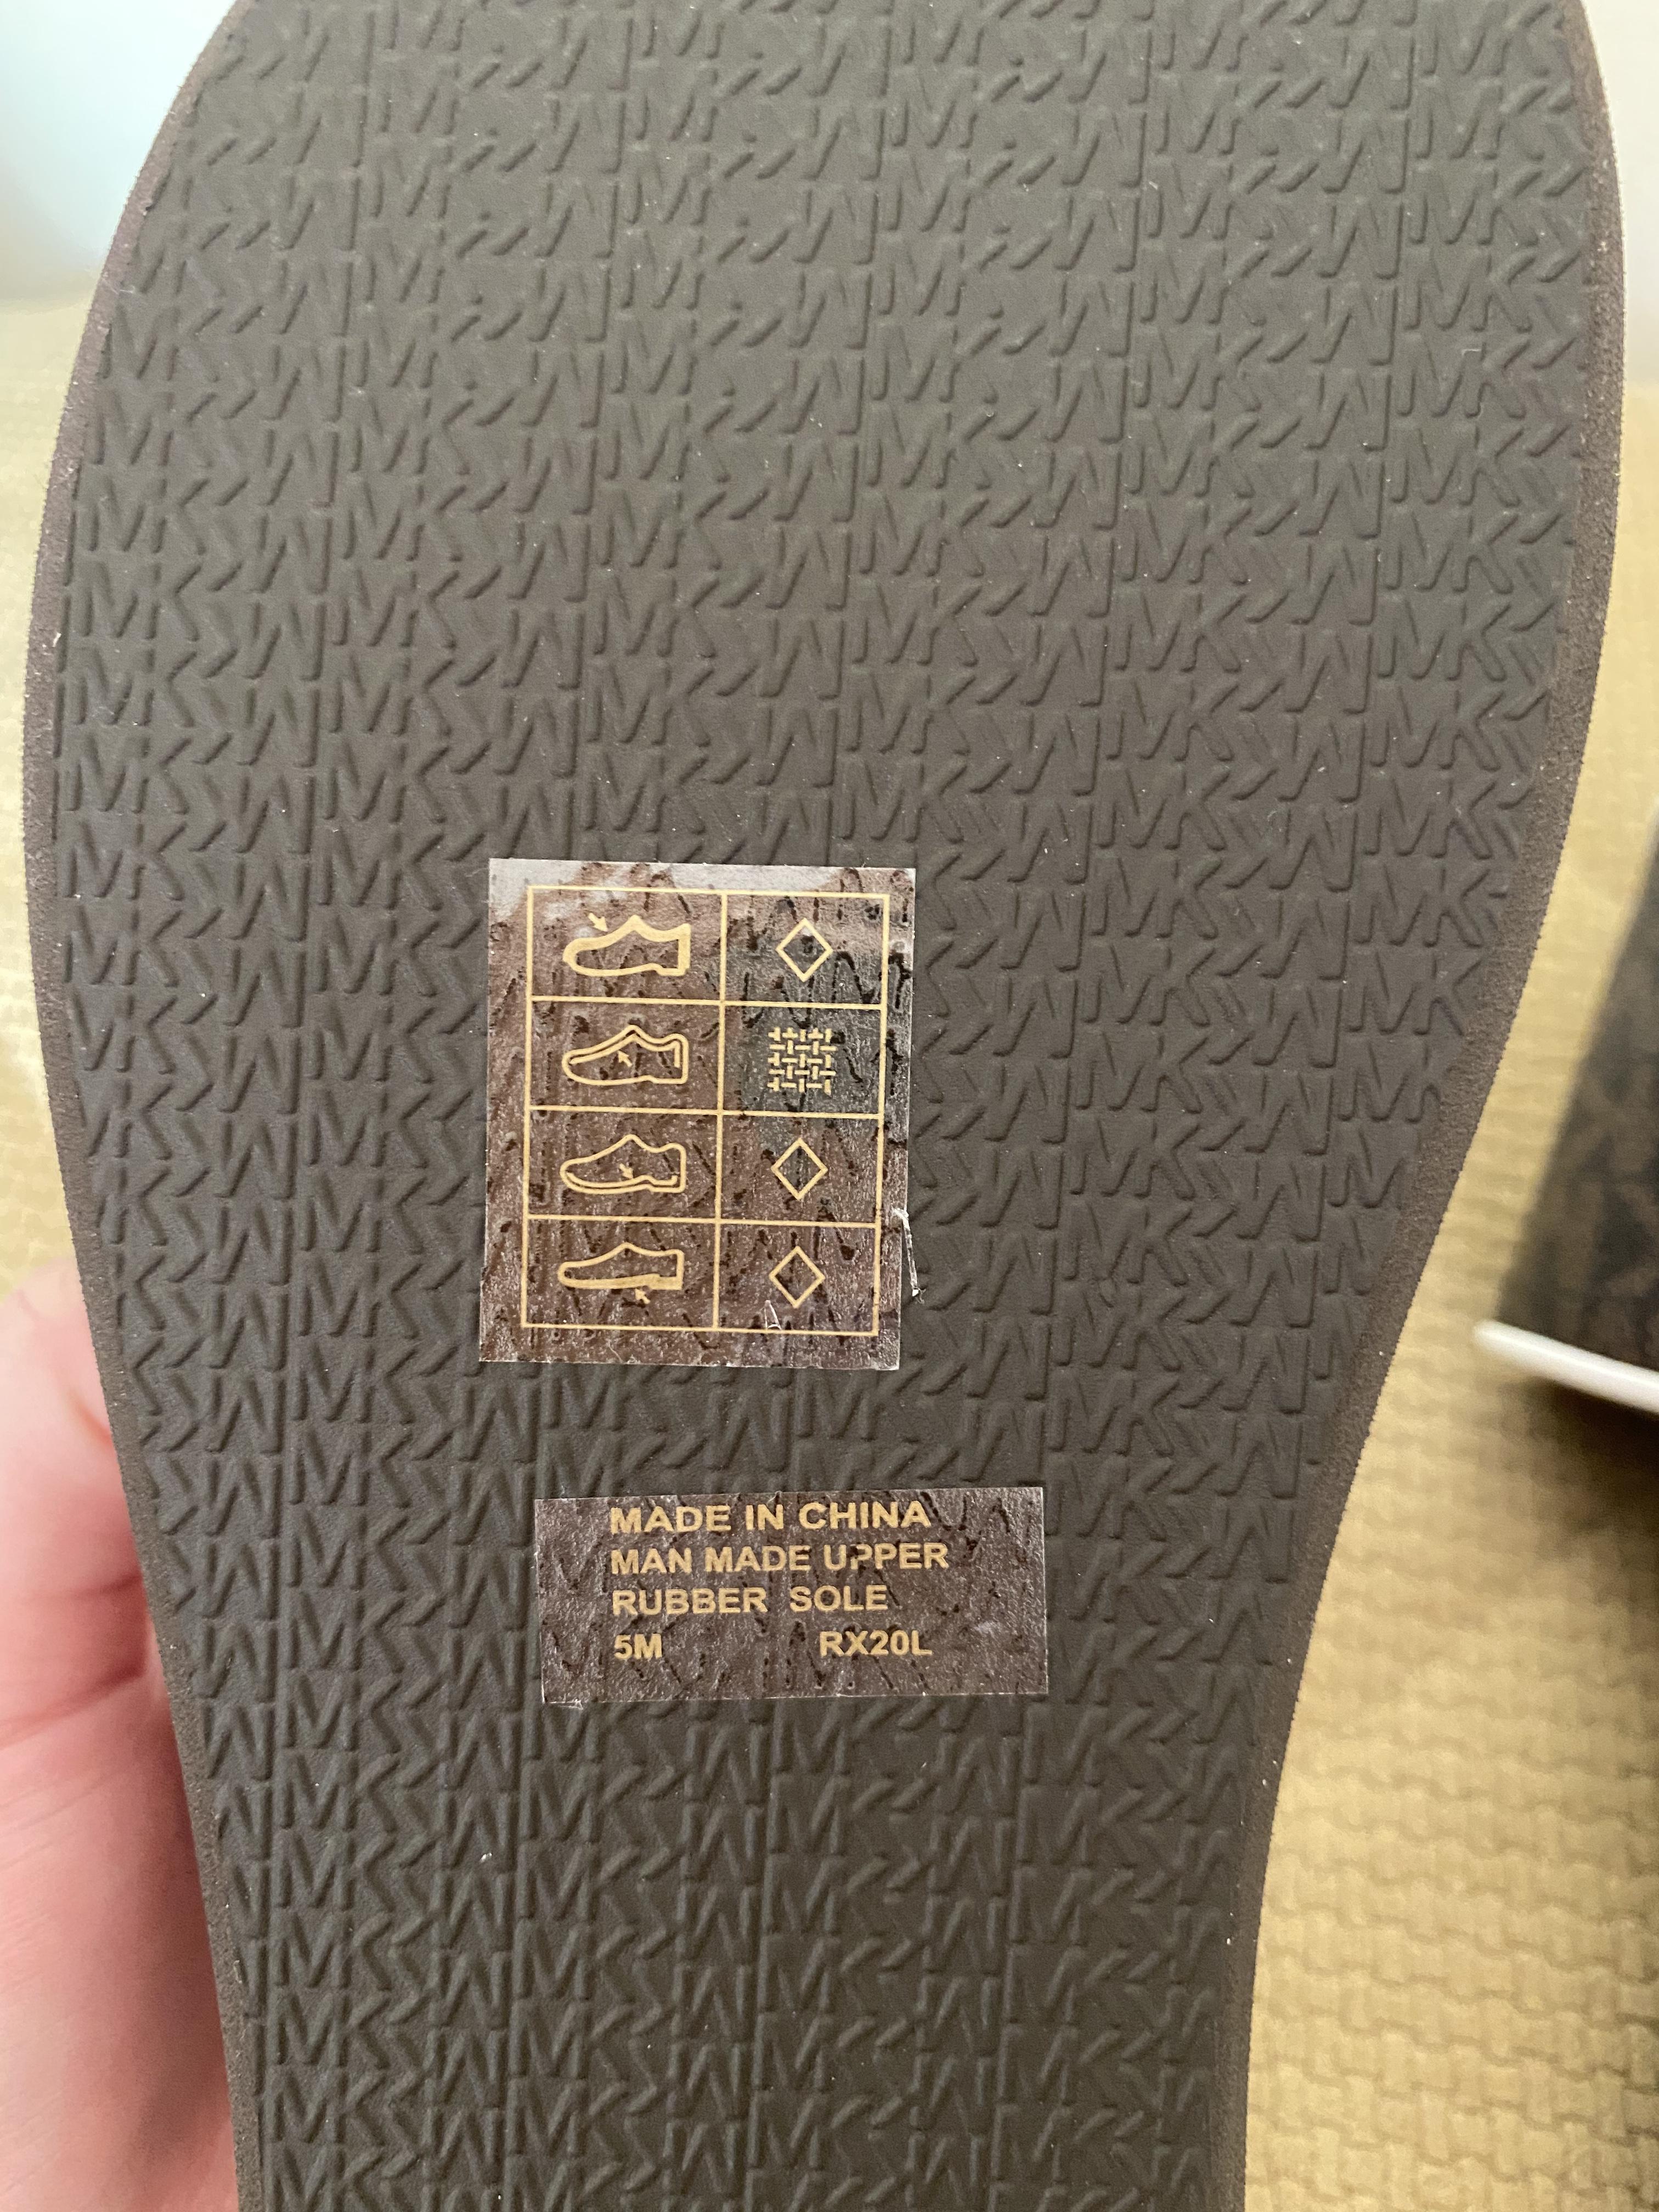 MADE IN CHINA
MAN MADE UPPER
RUBBER SOLE
5M RX20L